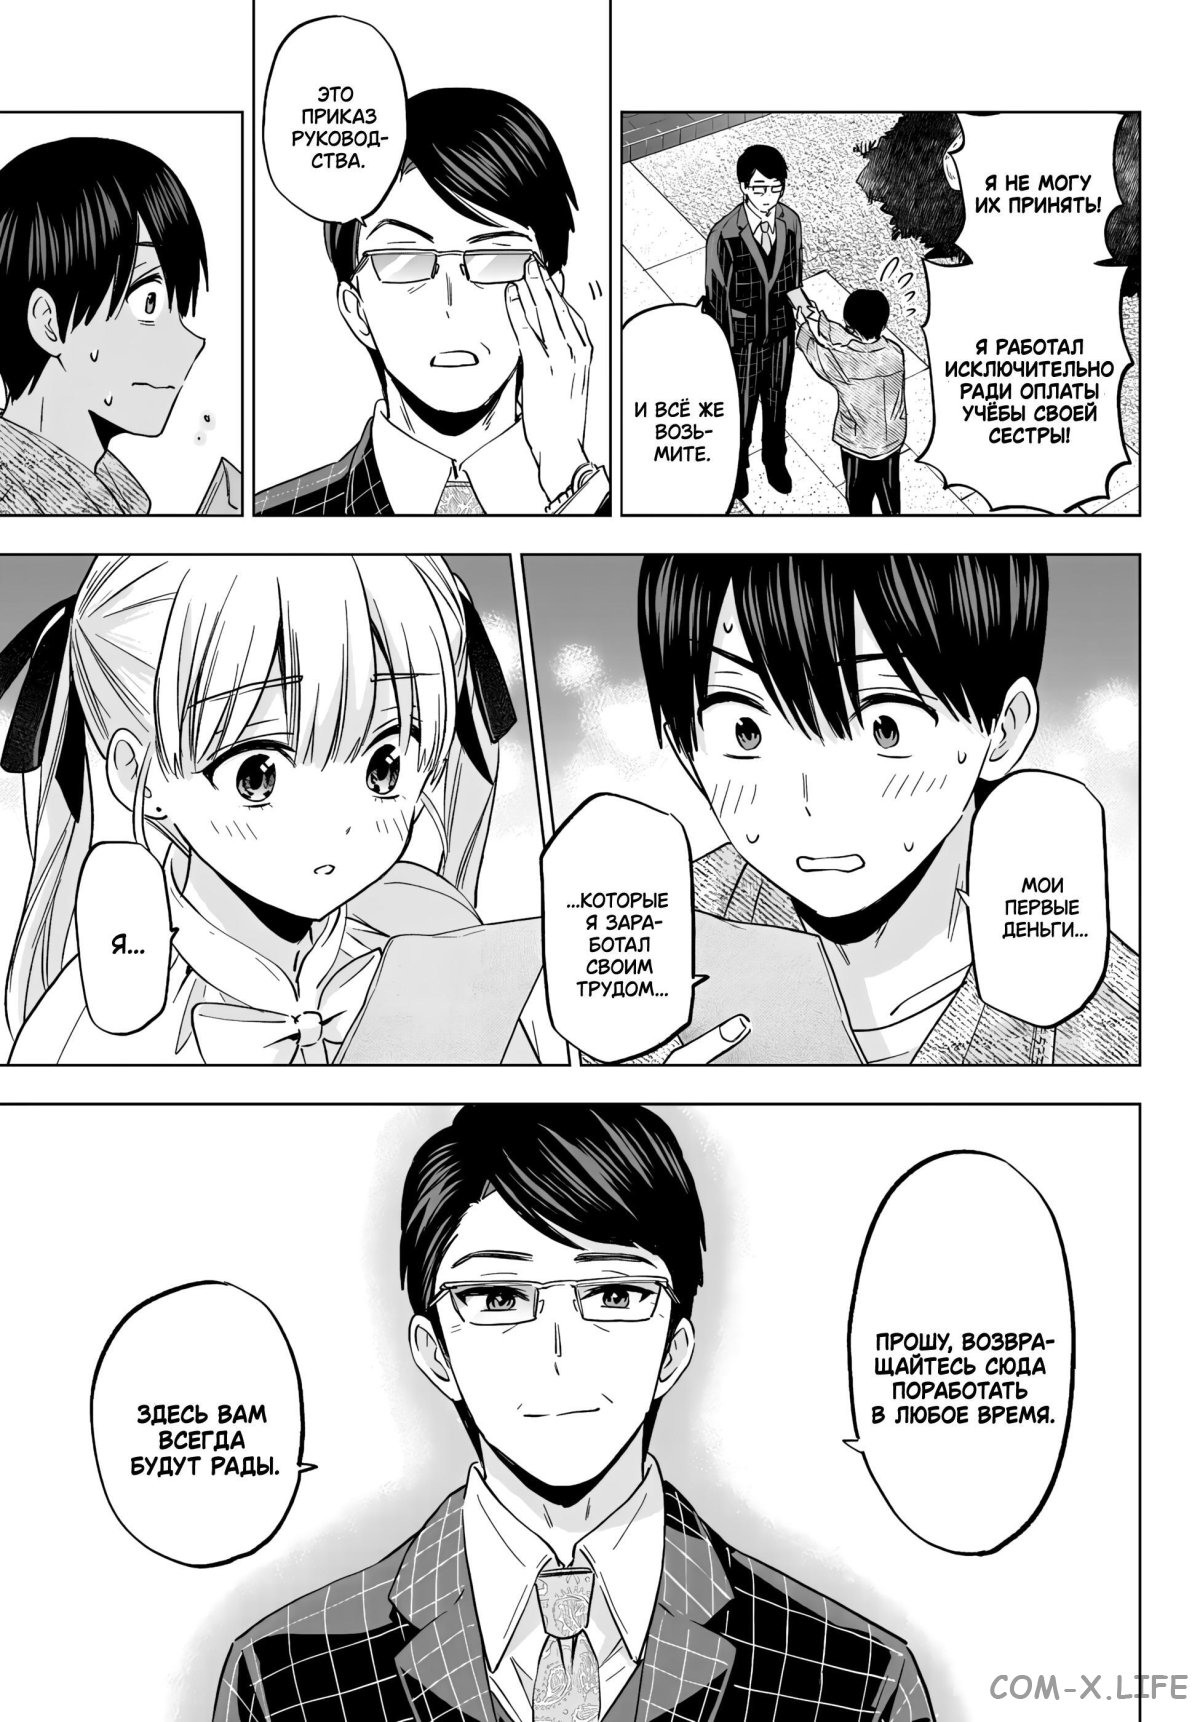 Я НЕ МОГУ
ИХ ПРИНЯТЬ!
Я РАБОТАЛ
ИСКЛЮЧИТЕЛЬНО
РАДИ ОПЛАТЫ
УЧЁБЫ СВОЕЙ
СЕСТРЫ!
И ВСЁ ЖЕ
ВОЗЬ-
МИТЕ.
ЭТО
ПРИКАЗ
РУКОВОД-
СТВА.
МОИ
ПЕРВЫЕ
ДЕНЬГИ...
...КОТОРЫЕ
Я ЗАРА-
БОТАЛ
СВОИМ
ТРУДОМ...
Я...
ПРОШУ, ВОЗВРА-
ЩАЙТЕСЬ СЮДА
ПОРАБОТАТЬ
В ЛЮБОЕ ВРЕМЯ.
ЗДЕСЬ ВАМ
ВСЕГДА
БУДУТ РАДЫ.
COM-X.LIFE